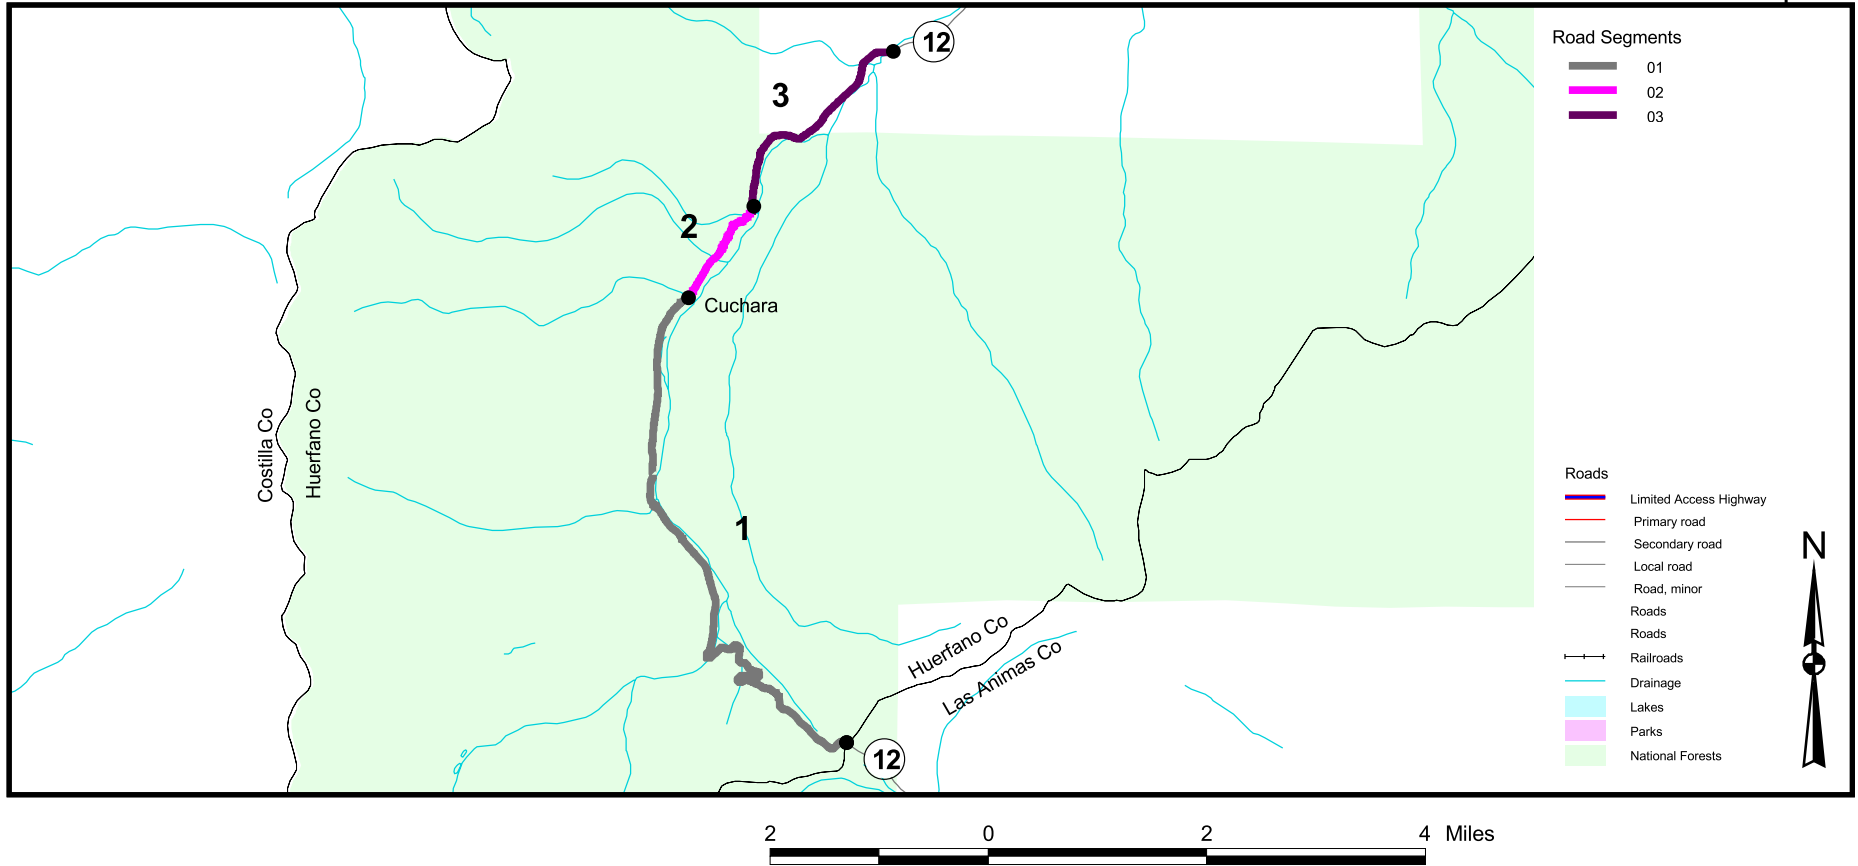 12
Road Segments
01
02
03
3
2
Cuchara
Costilla Co
Huerfano Co
1
Huerfano Co
Las Animas Co
12
Roads
Limited Access Highway
Primary road
Secondary road
Local road
Road, minor
Roads
Roads
Railroads
Drainage
Lakes
Parks
National Forests
N
2 0 2 4 Miles